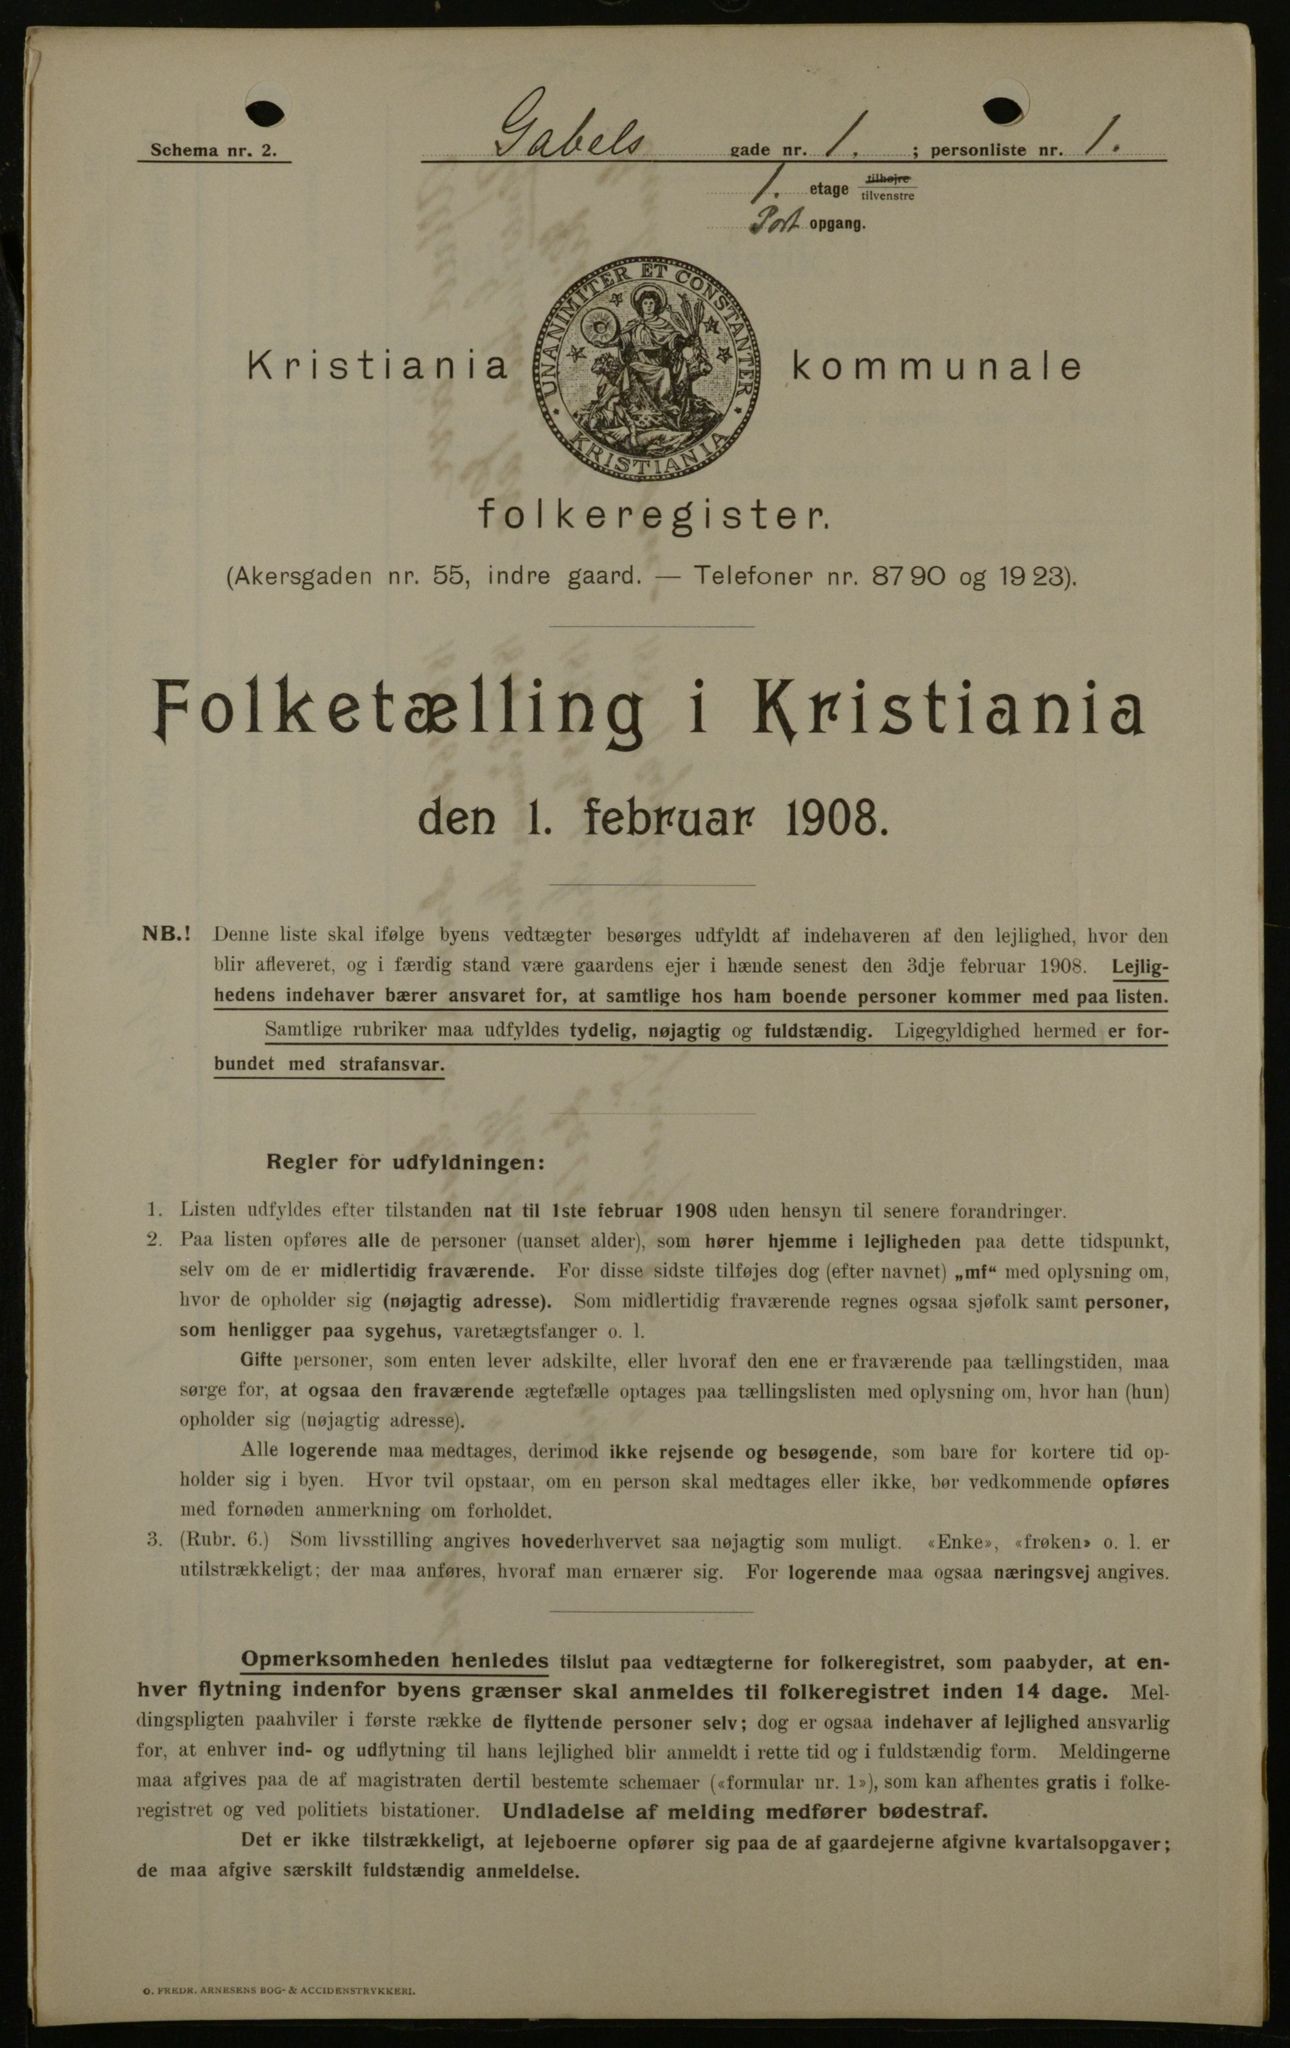 Schema nr. 2.
Gabels gade nr. 1. ; personliste nr. 1.
1. etage tilhøjre
tilvenstre
Port opgang.
UNANIMITER ET CONSTANTER
KRISTIANIA
Kristiania kommunale
folkeregister.
(Akersgaden nr. 55, indre gaard. — Telefoner nr. 8790 og 1923).
Folketælling i Kristiania
den 1. februar 1908.
NB.! Denne liste skal ifølge byens vedtægter besørges udfyldt af indehaveren af den lejlighed, hvor den
blir afleveret, og i færdig stand være gaardens ejer i hænde senest den 3dje februar 1908. Lejlig-
hedens indehaver bærer ansvaret for, at samtlige hos ham boende personer kommer med paa listen.
Samtlige rubriker maa udfyldes tydelig, nøjagtig og fuldstændig. Ligegyldighed hermed er for-
bundet med strafansvar.
Regler for udfyldningen:
1. Listen udfyldes efter tilstanden nat til 1ste februar 1908 uden hensyn til senere forandringer.
2. Paa listen opføres alle de personer (uanset alder), som hører hjemme i lejligheden paa dette tidspunkt,
selv om de er midlertidig fraværende. For disse sidste tilføjes dog (efter navnet) „mf“ med oplysning om,
hvor de opholder sig (nøjagtig adresse). Som midlertidig fraværende regnes ogsaa sjøfolk samt personer,
som henligger paa sygehus, varetægtsfanger o. l.
Gifte personer, som enten lever adskilte, eller hvoraf den ene er fraværende paa tællingstiden, maa
sørge for, at ogsaa den fraværende ægtefælle optages paa tællingslisten med oplysning om, hvor han (hun)
opholder sig (nøjagtig adresse).
Alle logerende maa medtages, derimod ikke rejsende og besøgende, som bare for kortere tid op-
holder sig i byen. Hvor tvil opstaar, om en person skal medtages eller ikke, bør vedkommende opføres
med fornøden anmerkning om forholdet.
3. (Rubr. 6.) Som livsstilling angives hovederhvervet saa nøjagtig som muligt. «Enke», «frøken» o. l. er
utilstrækkeligt; der maa anføres, hvoraf man ernærer sig. For logerende maa ogsaa næringsvej angives.
Opmerksomheden henledes tilslut paa vedtægterne for folkeregistret, som paabyder, at en-
hver flytning indenfor byens grænser skal anmeldes til folkeregistret inden 14 dage. Mel-
dingspligten paahviler i første række de flyttende personer selv; dog er ogsaa indehaver af lejlighed ansvarlig
for, at enhver ind- og udflytning til hans lejlighed blir anmeldt i rette tid og i fuldstændig form. Meldingerne
maa afgives paa de af magistraten dertil bestemte schemaer («formular nr. 1»), som kan afhentes gratis i folke-
registret og ved politiets bistationer. Undladelse af melding medfører bødestraf.
Det er ikke tilstrækkeligt, at lejeboerne opfører sig paa de af gaardejerne afgivne kvartalsopgaver;
de maa afgive særskilt fuldstændig anmeldelse.
O. FREDR. ARNESENS BOG- & ACCIDENSTRYKKERI.